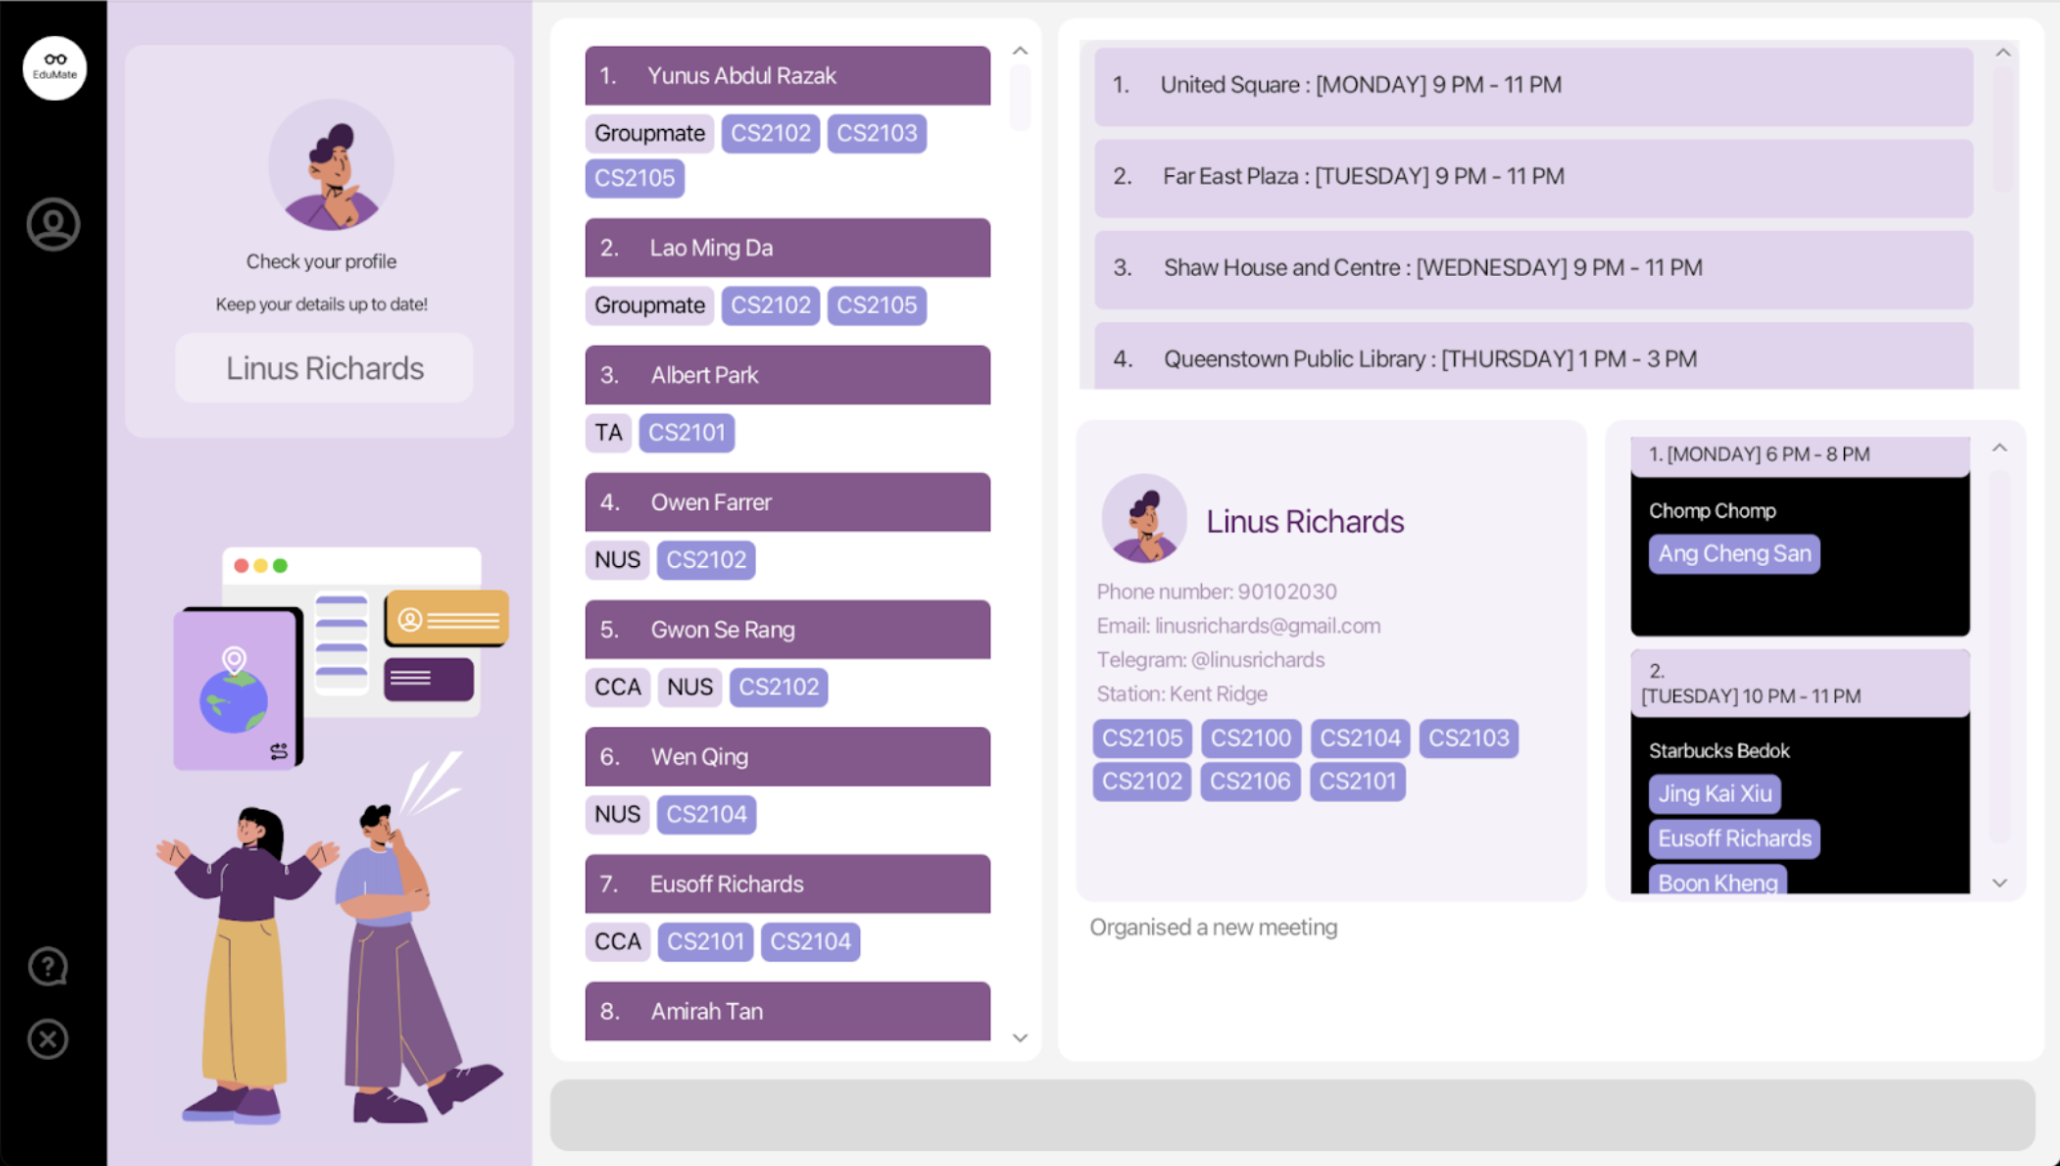 EduMate
Check your profile
Keep your details up to date!
Linus Richards
1. Yunus Abdul Razak
Groupmate CS2102 CS2103
CS2105
2. Lao Ming Da
Groupmate CS2102 CS2105
3. Albert Park
TA CS2101
4. Owen Farrer
NUS CS2102
5. Gwon Se Rang
CCA NUS CS2102
6. Wen Qing
NUS CS2104
7. Eusoff Richards
CCA CS2101 CS2104
8. Amirah Tan
1. United Square : [MONDAY] 9 PM - 11 PM
2. Far East Plaza : [TUESDAY] 9 PM - 11 PM
3. Shaw House and Centre : [WEDNESDAY] 9 PM - 11 PM
4. Queenstown Public Library : [THURSDAY] 1 PM - 3 PM
Linus Richards
Phone number: 90102030
Email: linusrichards@gmail.com
Telegram: @linusrichards
Station: Kent Ridge
CS2105 CS2100 CS2104 CS2103
CS2102 CS2106 CS2101
1. [MONDAY] 6 PM - 8 PM
Chomp Chomp
Ang Cheng San
2.
[TUESDAY] 10 PM - 11 PM
Starbucks Bedok
Jing Kai Xiu
Eusoff Richards
Boon Kheng
Organised a new meeting